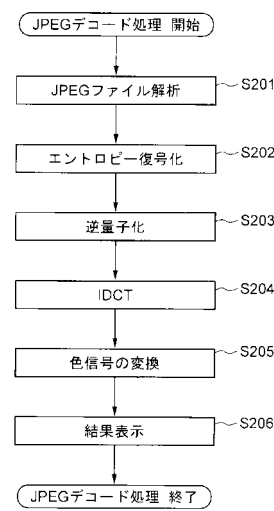 JPEGデコード処理 開始
JPEGファイル解析
S201
エントロピー復号化
S202
逆量子化
S203
IDCT
S204
色信号の変換
S205
結果表示
S206
JPEGデコード処理 終了